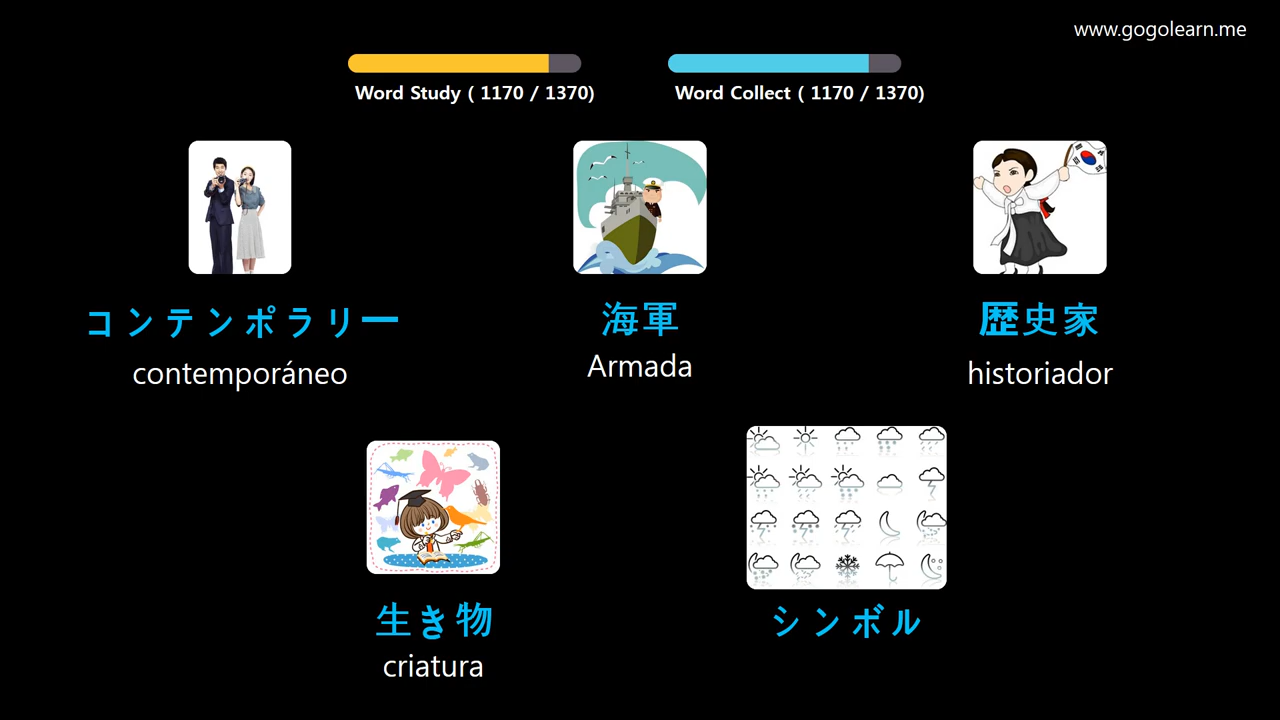 www.gogolearn.me
Word Study ( 1170 / 1370)
Word Collect ( 1170 / 1370)
コンテンポラリー
contemporáneo
海軍
Armada
歴史家
historiador
生き物
criatura
シンボル